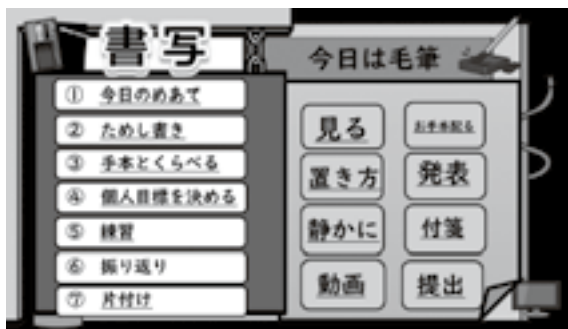 書写
今日は毛筆
① 今日のめあて
② ためし書き
③ 手本とくらべる
④ 個人目標を決める
⑤ 練習
⑥ 振り返り
⑦ 片付け
見る
お手本配る
置き方
発表
静かに
付箋
動画
提出